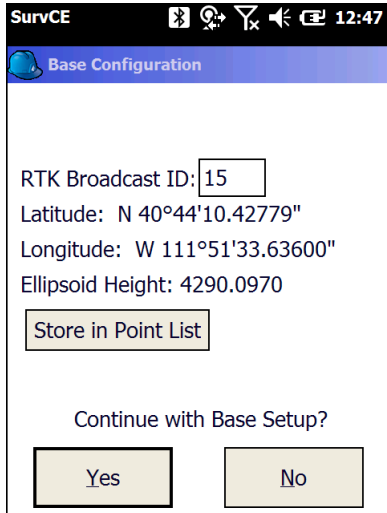 SurvCE 12:47
Base Configuration
RTK Broadcast ID: 15
Latitude: N 40°44'10.42779"
Longitude: W 111°51'33.63600"
Ellipsoid Height: 4290.0970
Store in Point List
Continue with Base Setup?
Yes No